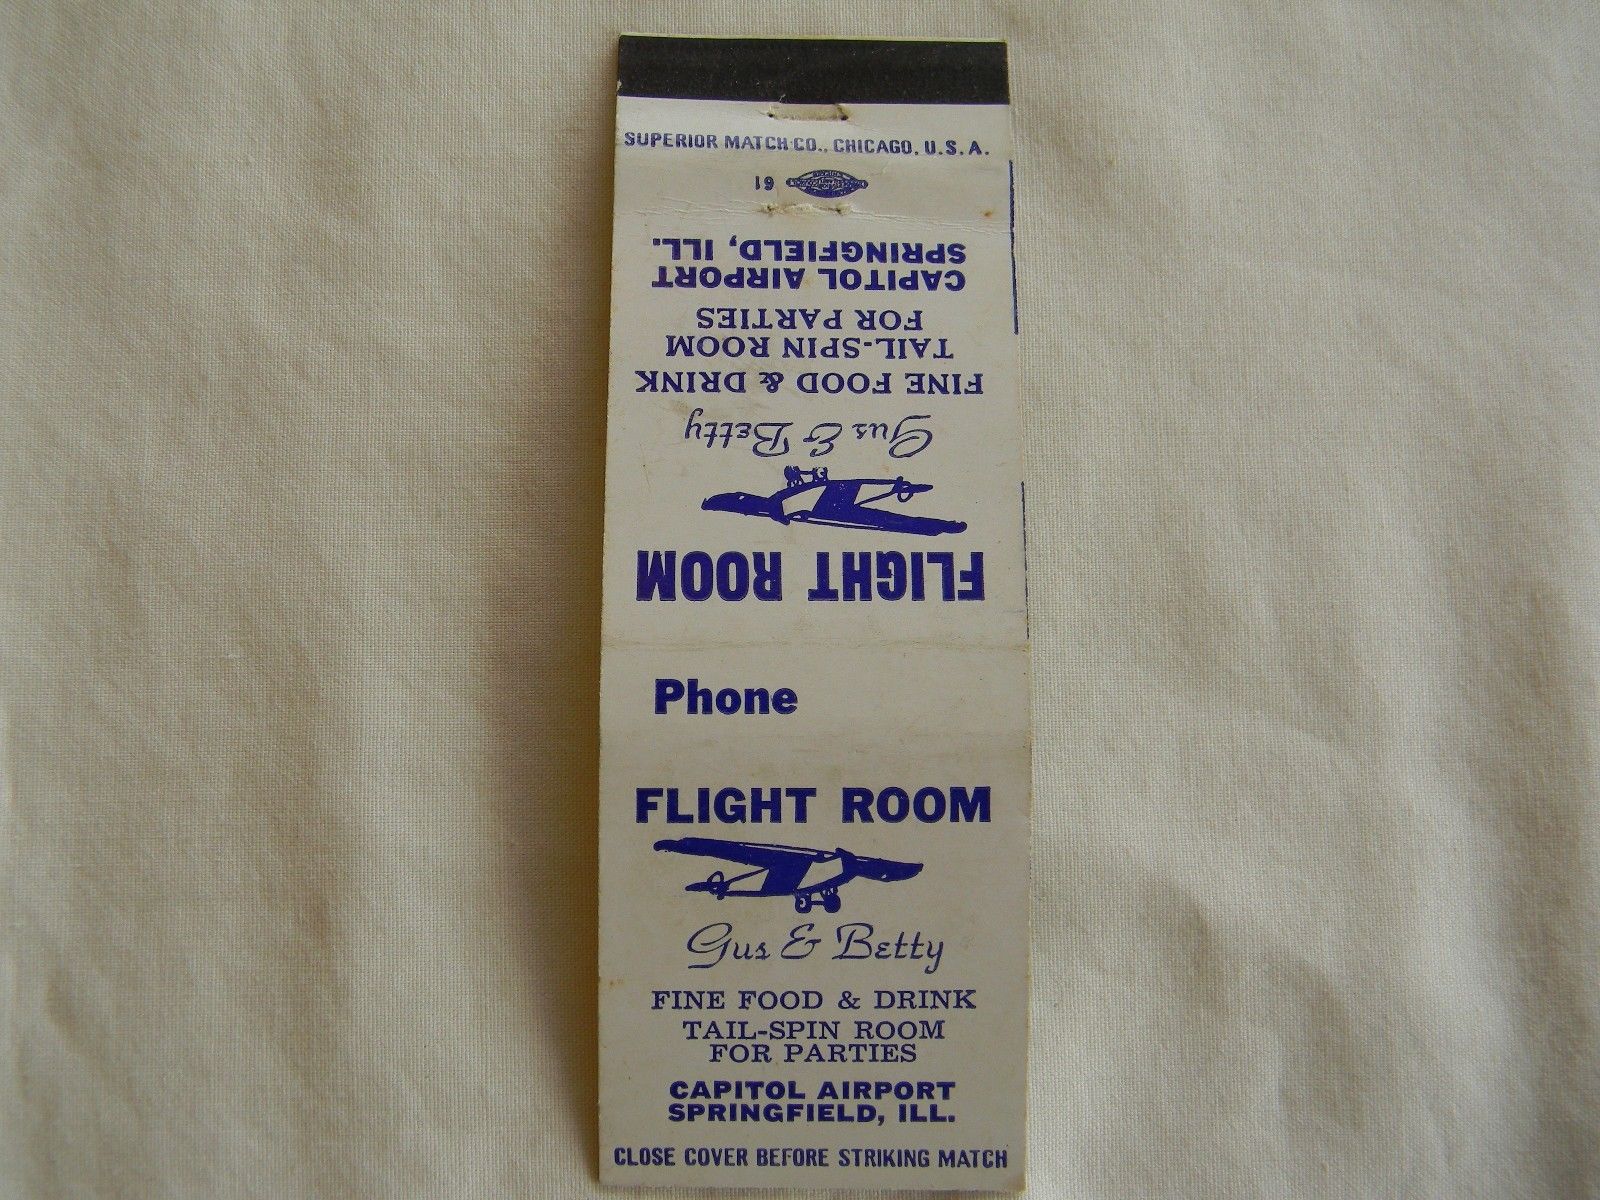 SUPERIOR MATCH CO., CHICAGO, U.S.A.
61
FLIGHT ROOM
Gus & Betty
FINE FOOD & DRINK
TAIL-SPIN ROOM
FOR PARTIES
CAPITOL AIRPORT
SPRINGFIELD, ILL.
Phone
FLIGHT ROOM
Gus & Betty
FINE FOOD & DRINK
TAIL-SPIN ROOM
FOR PARTIES
CAPITOL AIRPORT
SPRINGFIELD, ILL.
CLOSE COVER BEFORE STRIKING MATCH